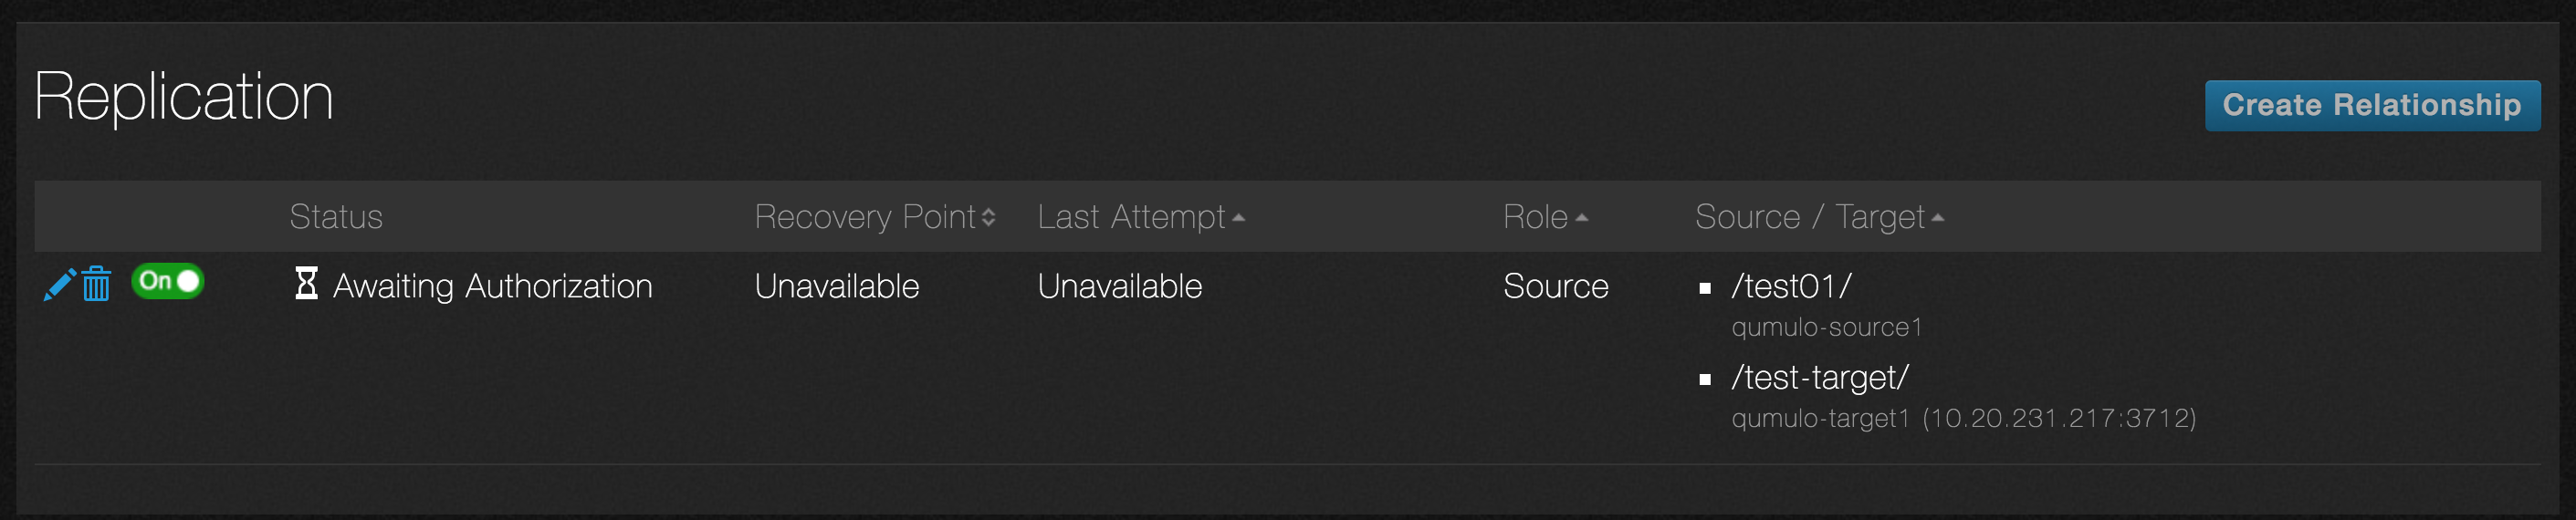 Replication
Create Relationship
Status Recovery Point Last Attempt Role Source / Target
On Awaiting Authorization Unavailable Unavailable Source /test01/
qumulo-source1
/test-target/
qumulo-target1 (10.20.231.217:3712)